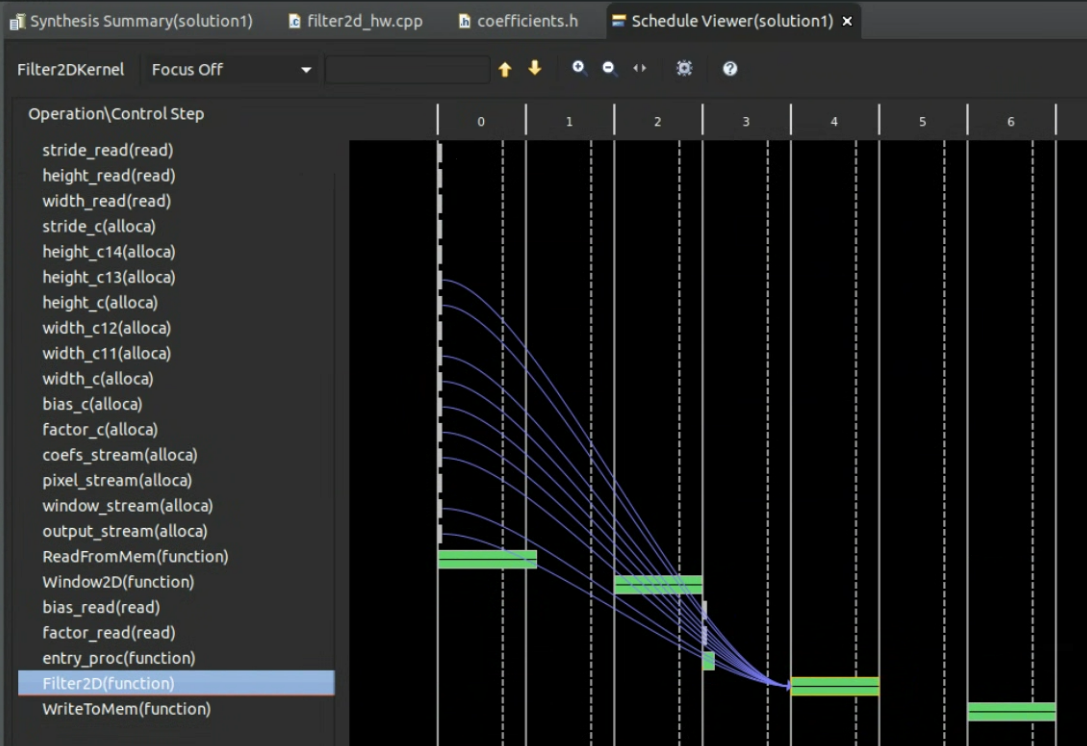 Synthesis Summary(solution1) filter2d_hw.cpp coefficients.h Schedule Viewer(solution1)
Filter2DKernel Focus Off
Operation\Control Step 0 1 2 3 4 5 6
stride_read(read)
height_read(read)
width_read(read)
stride_c(alloca)
height_c14(alloca)
height_c13(alloca)
height_c(alloca)
width_c12(alloca)
width_c11(alloca)
width_c(alloca)
bias_c(alloca)
factor_c(alloca)
coefs_stream(alloca)
pixel_stream(alloca)
window_stream(alloca)
output_stream(alloca)
ReadFromMem(function)
Window2D(function)
bias_read(read)
factor_read(read)
entry_proc(function)
Filter2D(function)
WriteToMem(function)